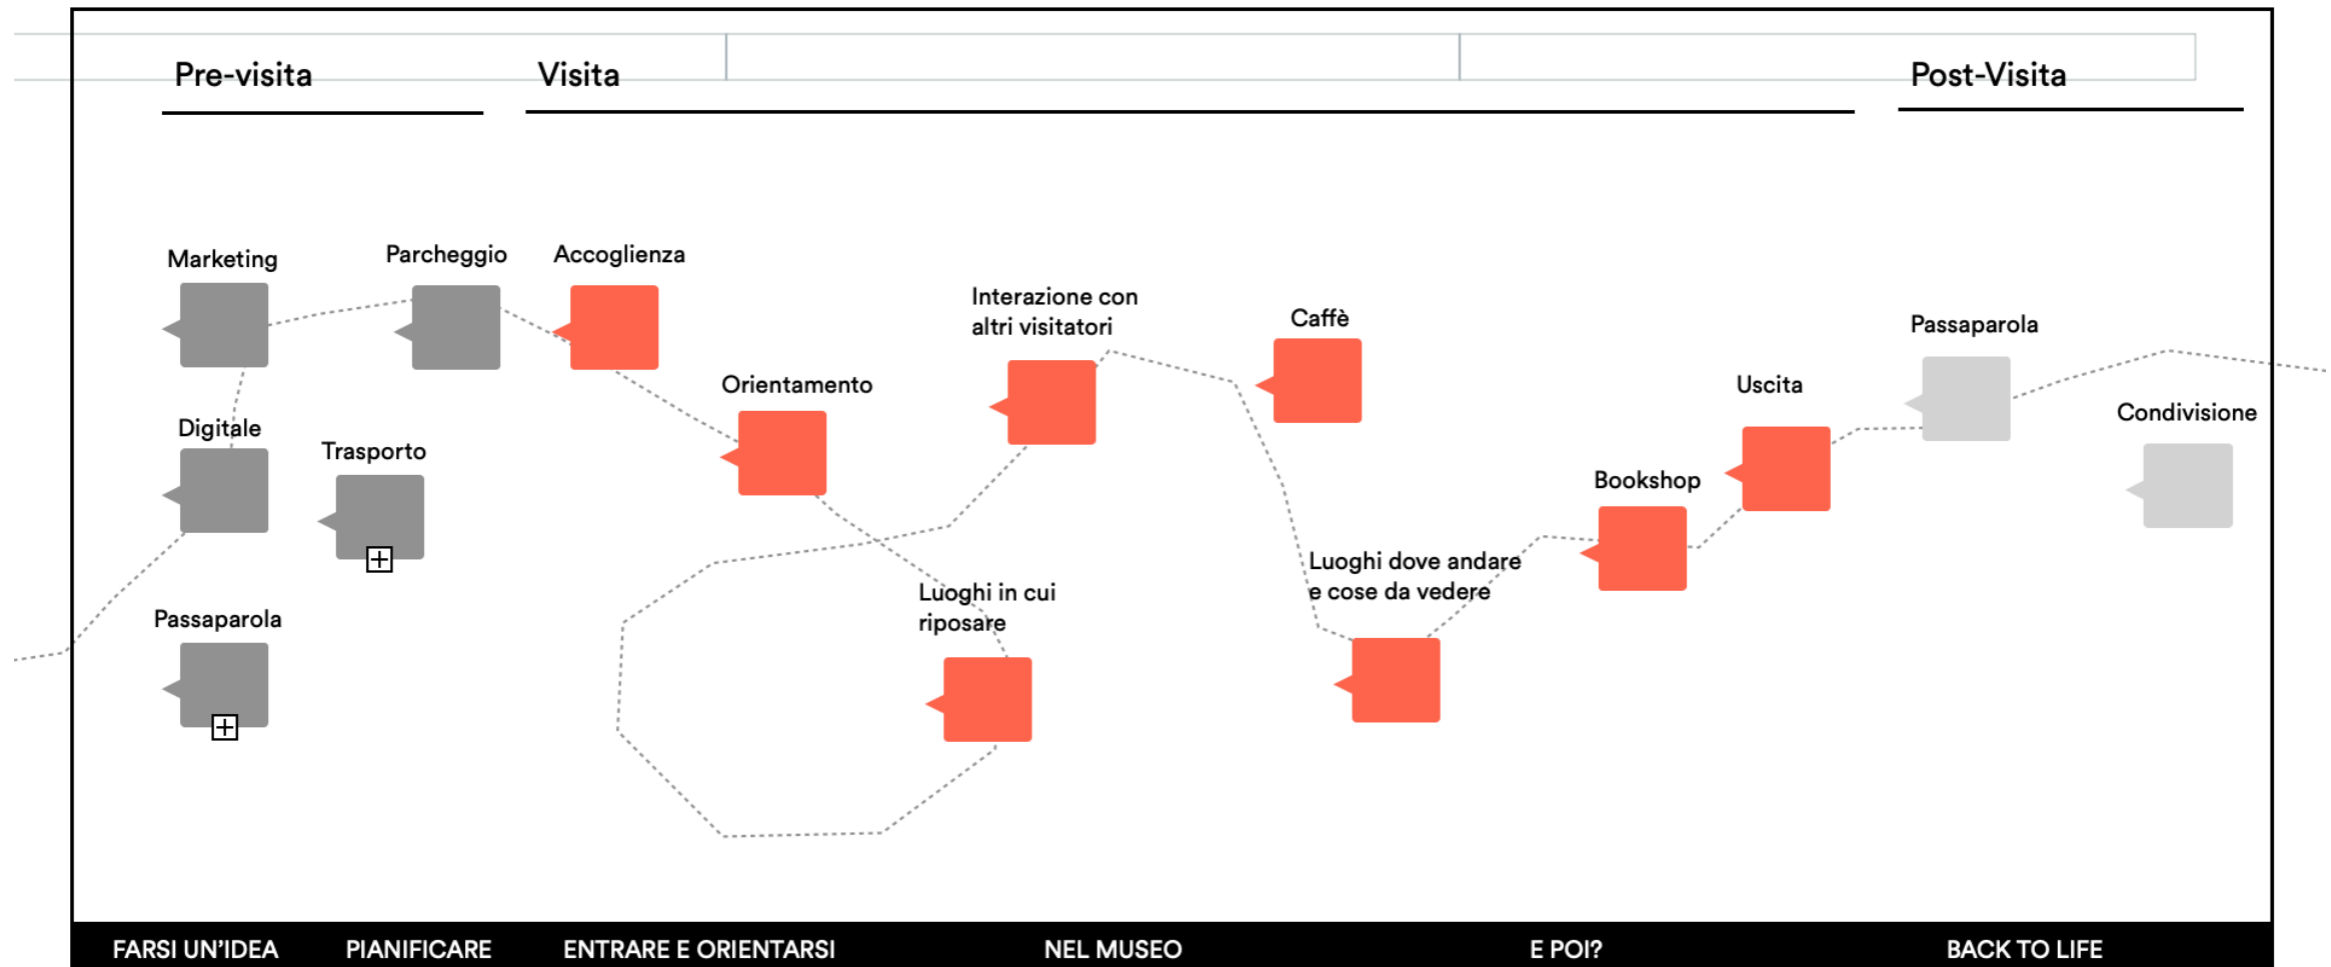 Pre-visita
Visita
Post-Visita
Marketing
Parcheggio
Accoglienza
Interazione con
altri visitatori
Caffè
Passaparola
Orientamento
Uscita
Condivisione
Digitale
Trasporto
Bookshop
Luoghi dove andare
e cose da vedere
Luoghi in cui
riposare
Passaparola
FARSI UN'IDEA
PIANIFICARE
ENTRARE E ORIENTARSI
NEL MUSEO
E POI?
BACK TO LIFE